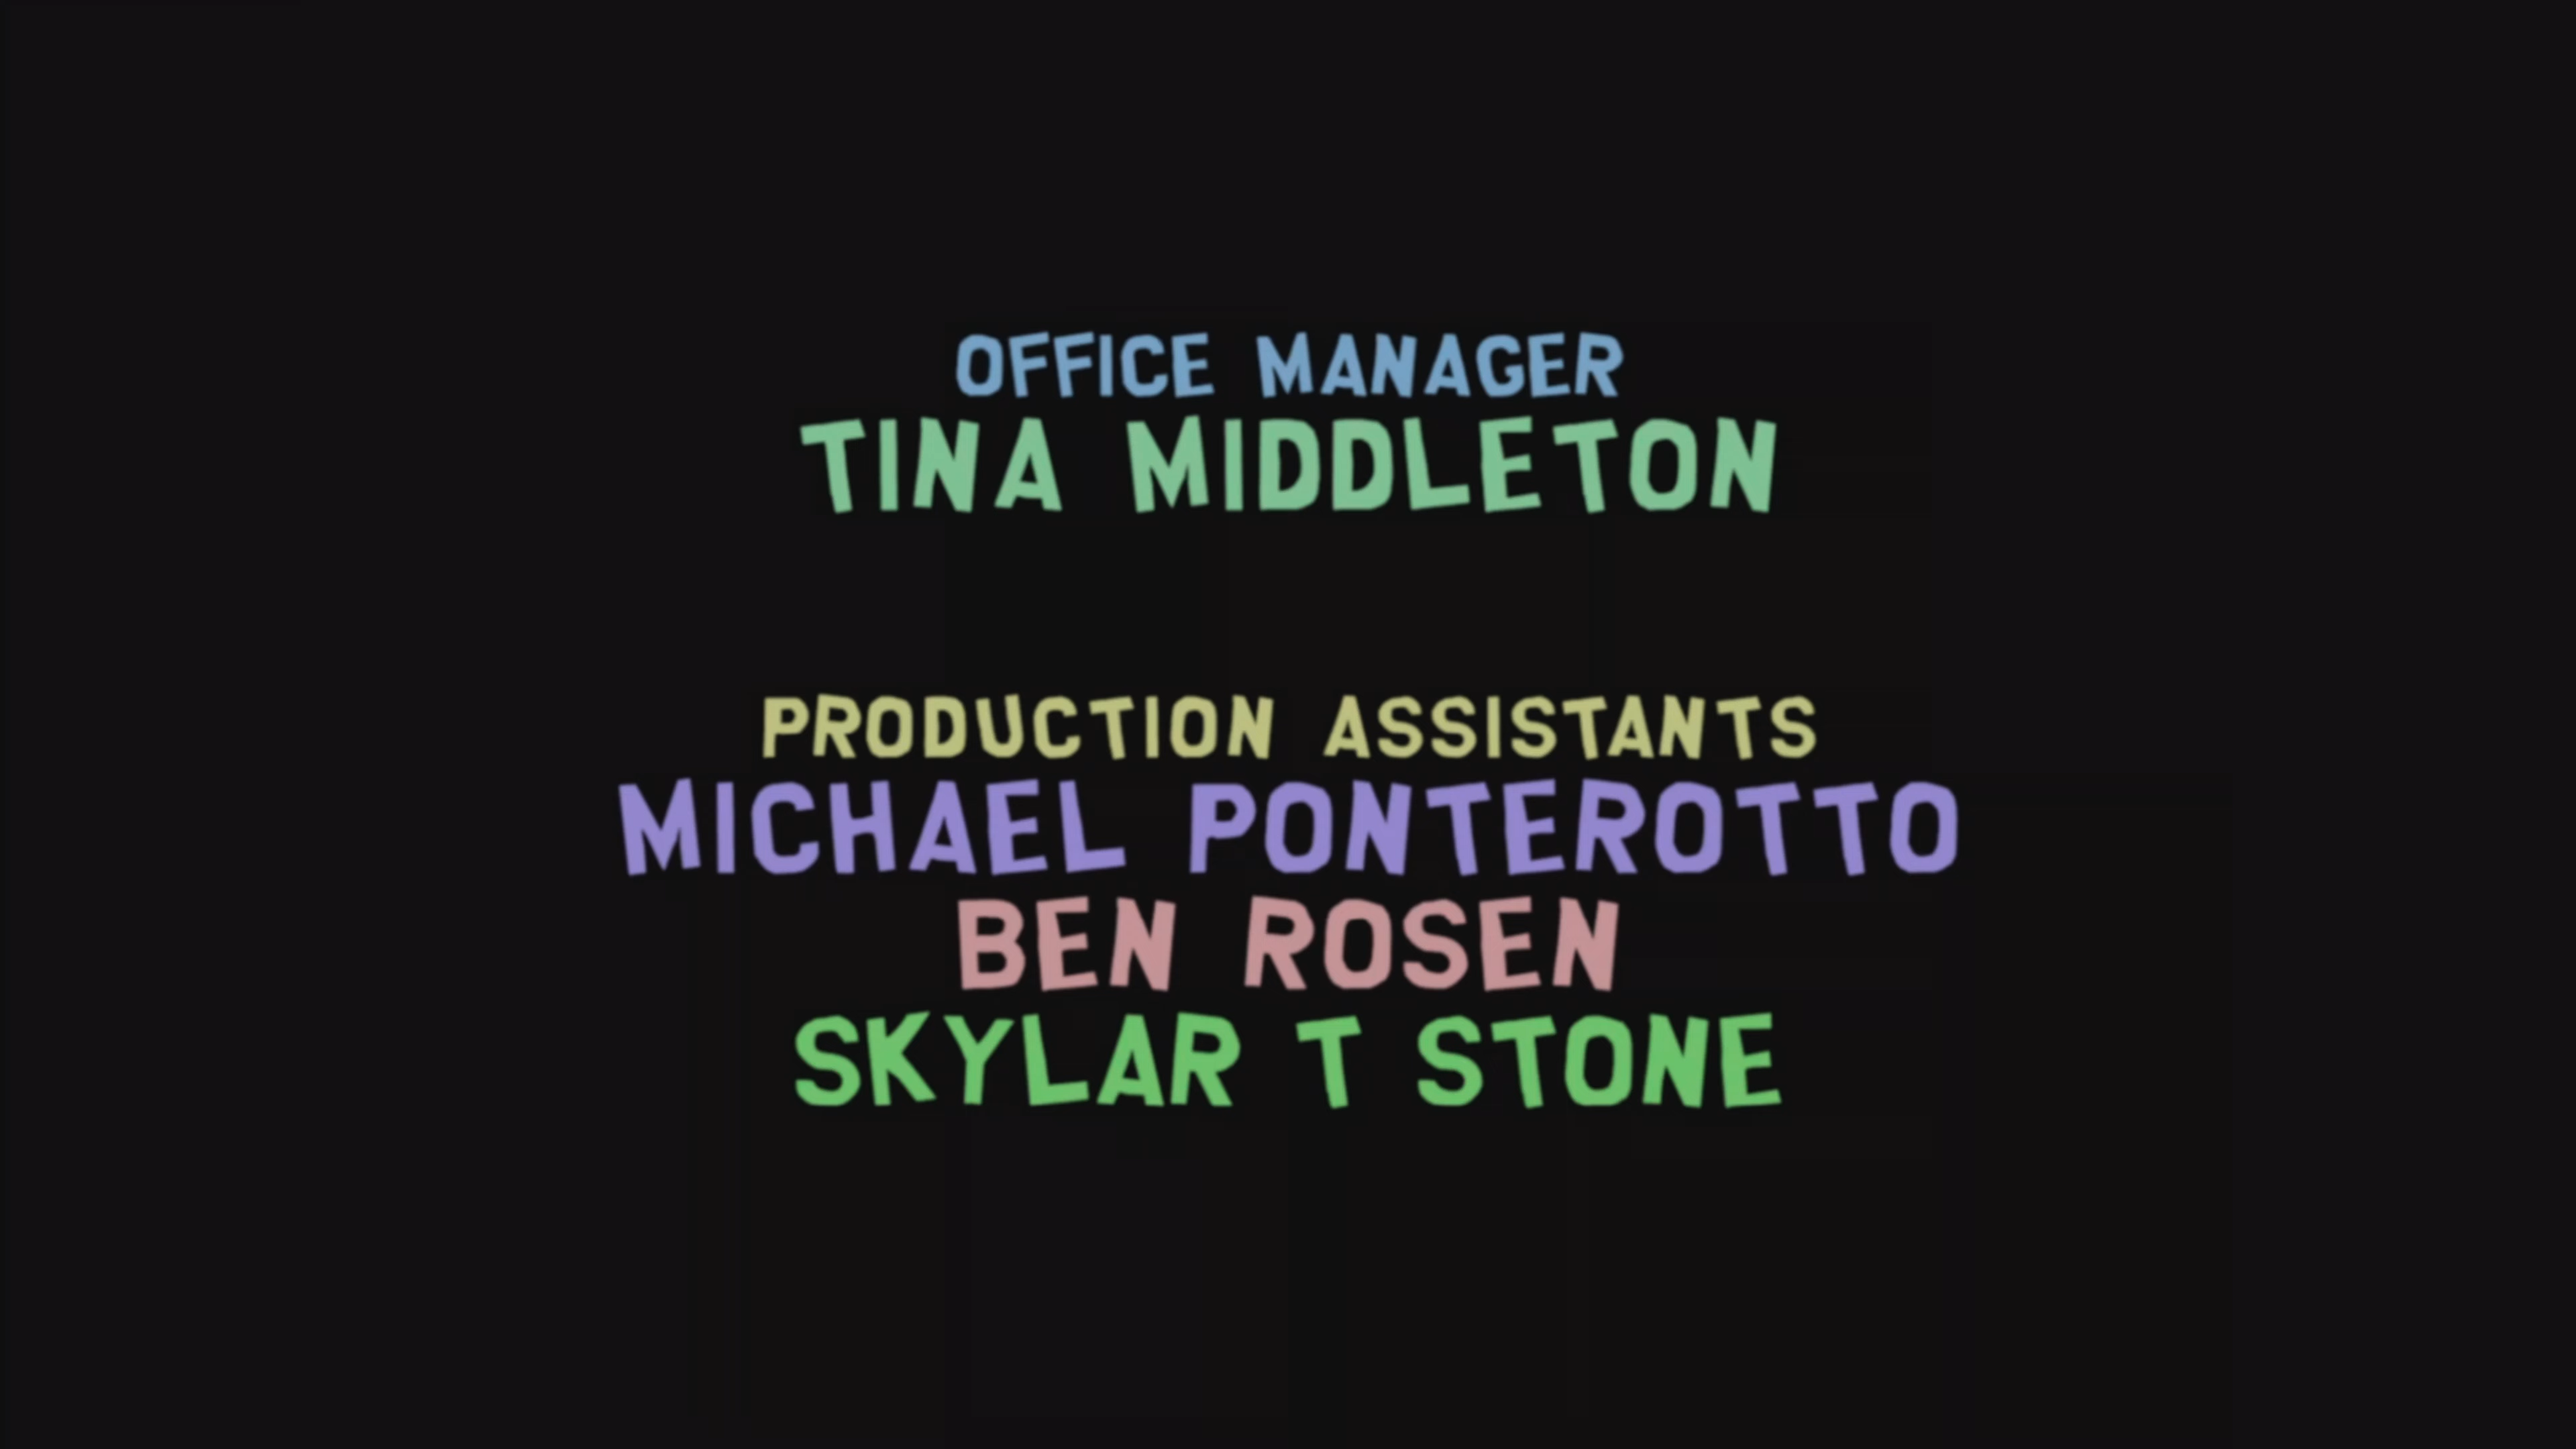 OFFICE MANAGER
TINA MIDDLETON
PRODUCTION ASSISTANTS
MICHAEL PONTEROTTO
BEN ROSEN
SKYLAR T STONE